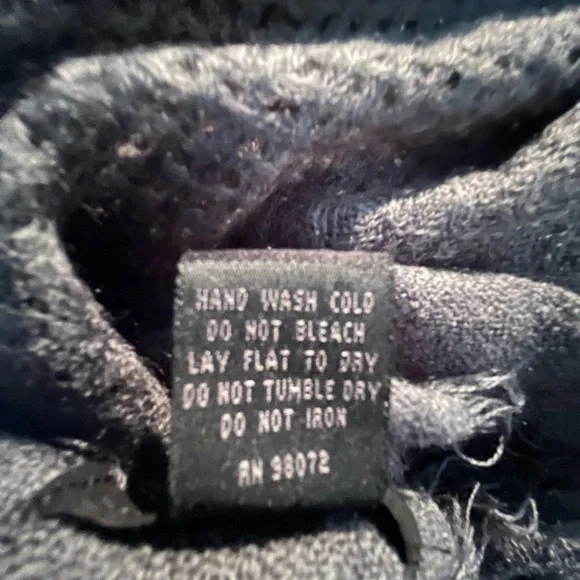 HAND WASH COLD
DO NOT BLEACH
LAY FLAT TO DRY
DO NOT TUMBLE DRY
DO NOT IRON
RN 98072